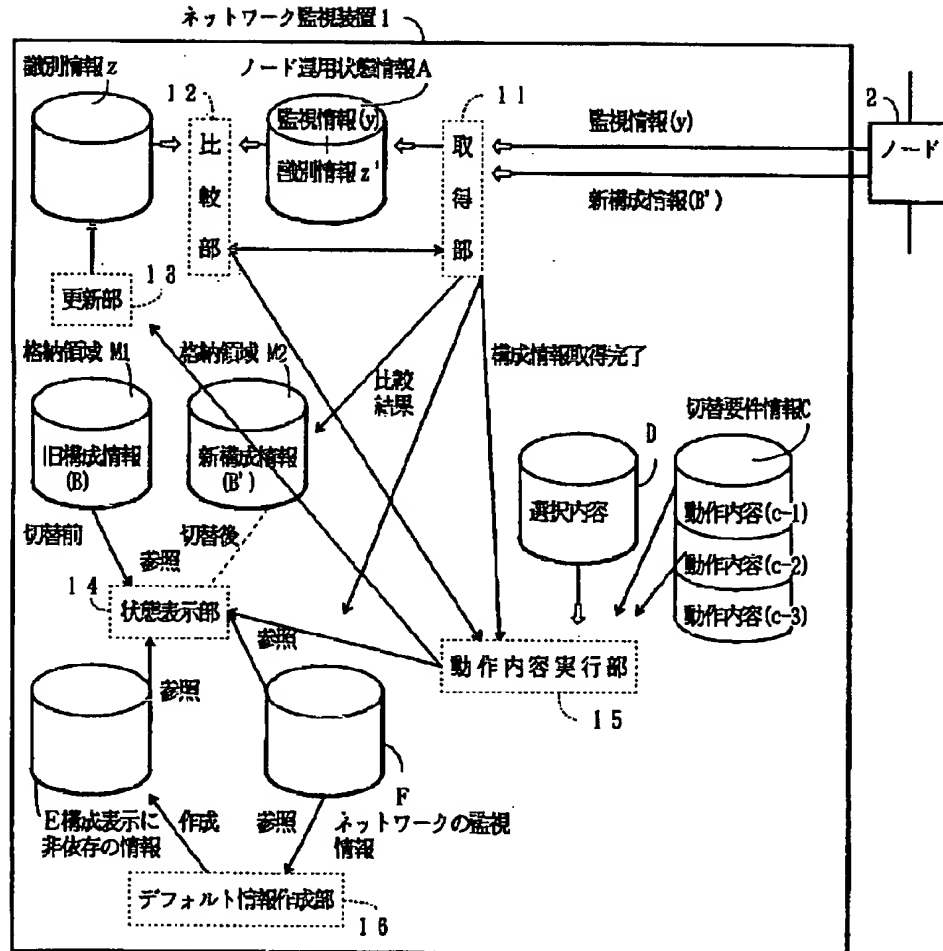 ネットワーク監視装置1
識別情報z
ノード運用状態情報A
12
11
2
監視情報(y)
監視情報(y)
ノード
比較部
取得部
識別情報z'
新構成情報(B')
13
更新部
格納領域 M1
格納領域 M2
比較結果
構成情報取得完了
切替要件情報C
D
旧構成情報
(B)
新構成情報
(B')
選択内容
動作内容(c-1)
動作内容(c-2)
動作内容(c-3)
切替前
切替後
参照
14
状態表示部
参照
動作内容実行部
参照
15
F
E構成表示に
非依存の情報
作成
参照
ネットワークの監視
情報
デフォルト情報作成部
16